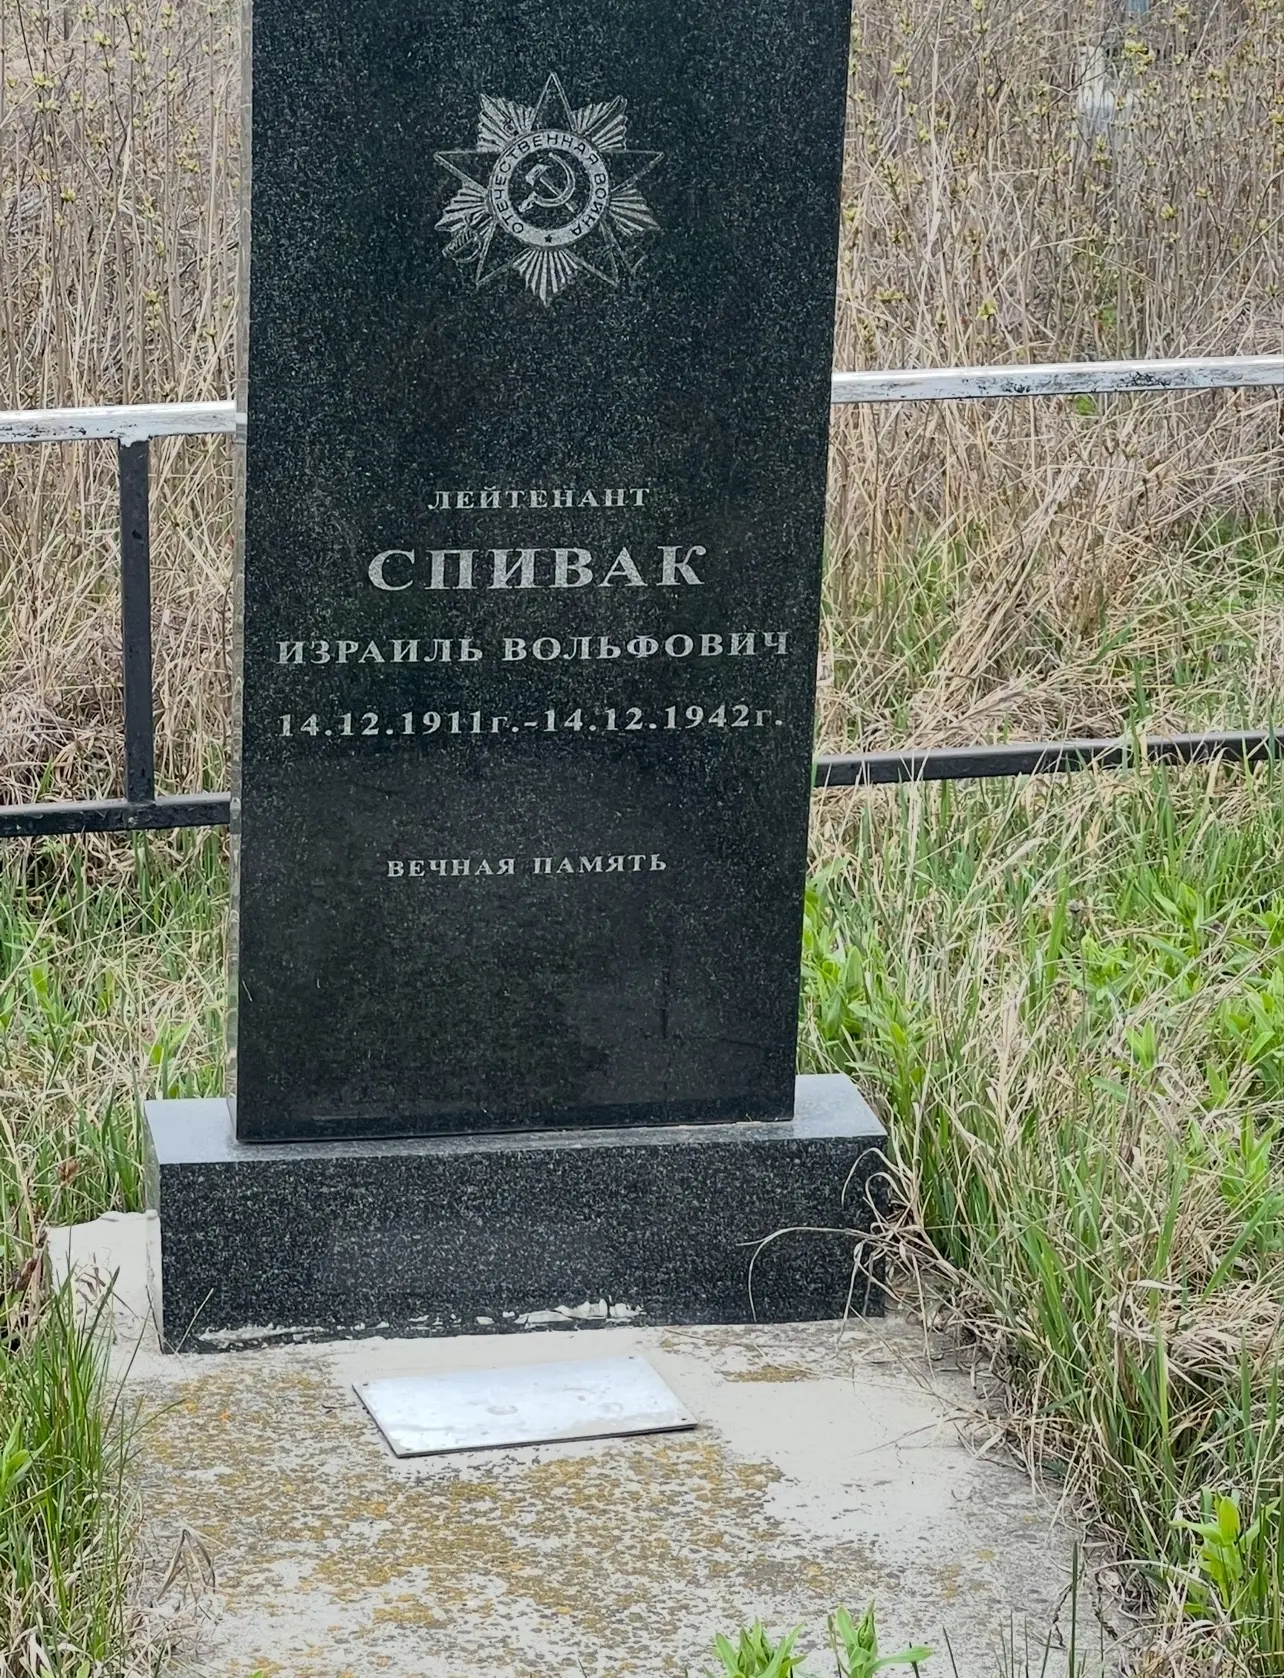 ОТЕЧЕСТВЕННАЯ ВОЙНА
ЛЕЙТЕНАНТ
СПИВАК
ИЗРАИЛЬ ВОЛЬФОВИЧ
14.12.1911г.-14.12.1942г.
ВЕЧНАЯ ПАМЯТЬ